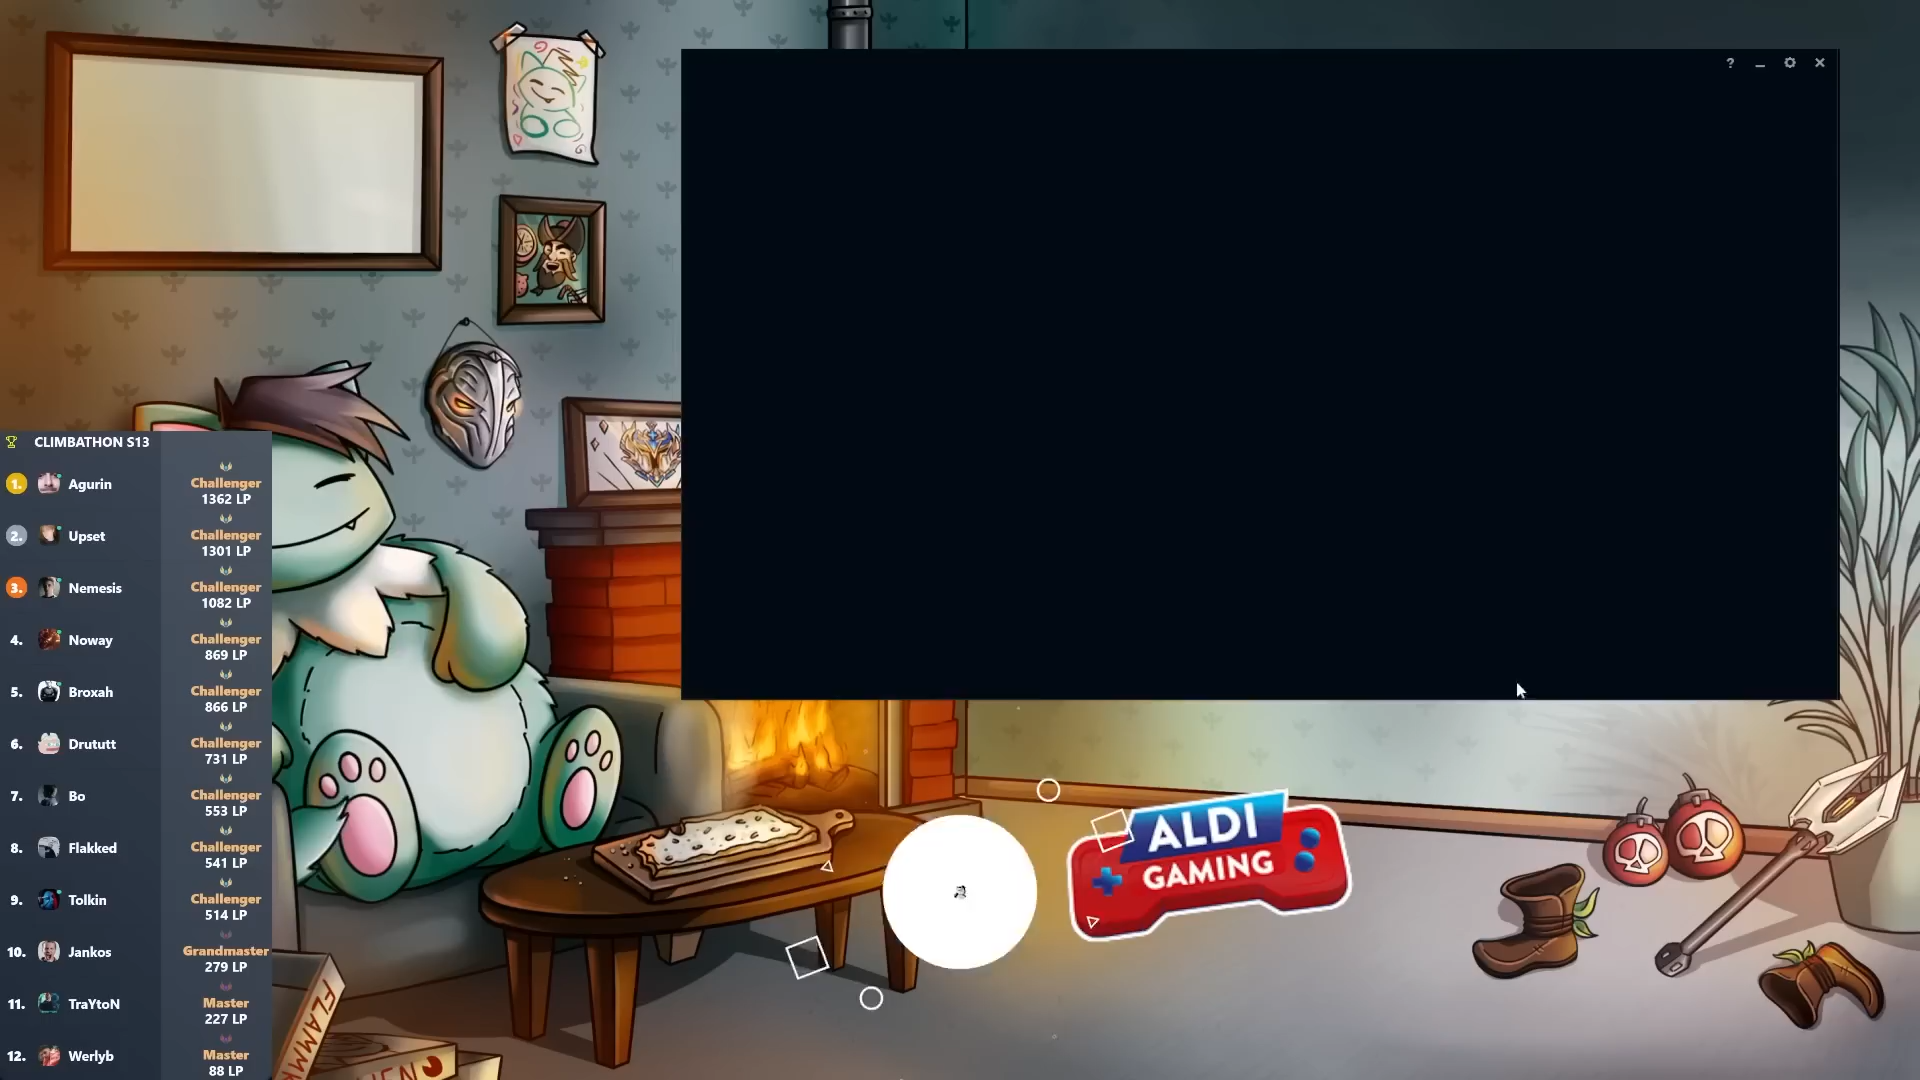 ?
CLIMBATHON S13
1. Agurin Challenger
1362 LP
2. Upset Challenger
1301 LP
3. Nemesis Challenger
1082 LP
4. Noway Challenger
869 LP
5. Broxah Challenger
866 LP
6. Drututt Challenger
731 LP
7. Bo Challenger
553 LP
8. Flakked Challenger
541 LP
9. Tolkin Challenger
514 LP
10. Jankos Grandmaster
279 LP
11. TraYtoN Master
227 LP
12. Werlyb Master
88 LP
ALDI
GAMING